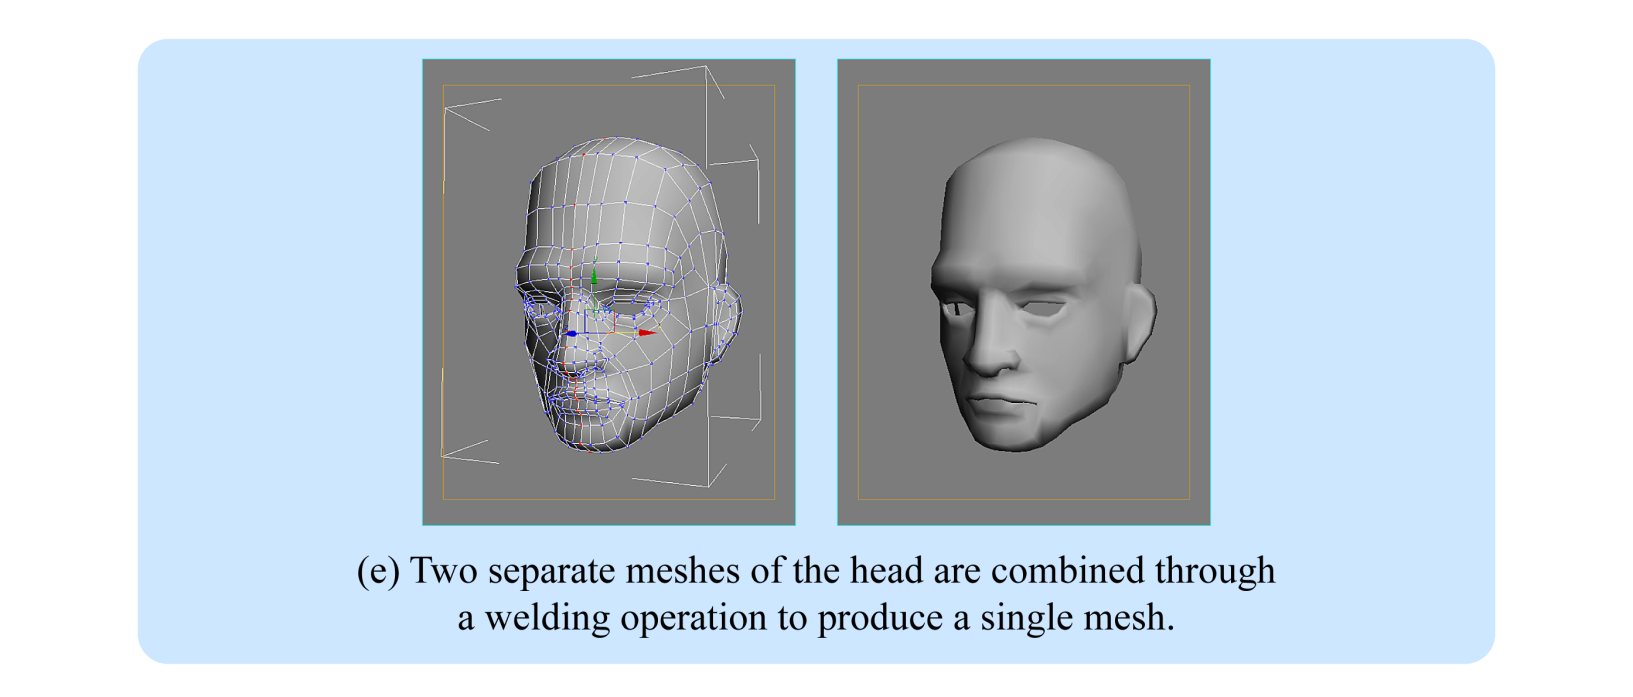 (e) Two separate meshes of the head are combined through
a welding operation to produce a single mesh.